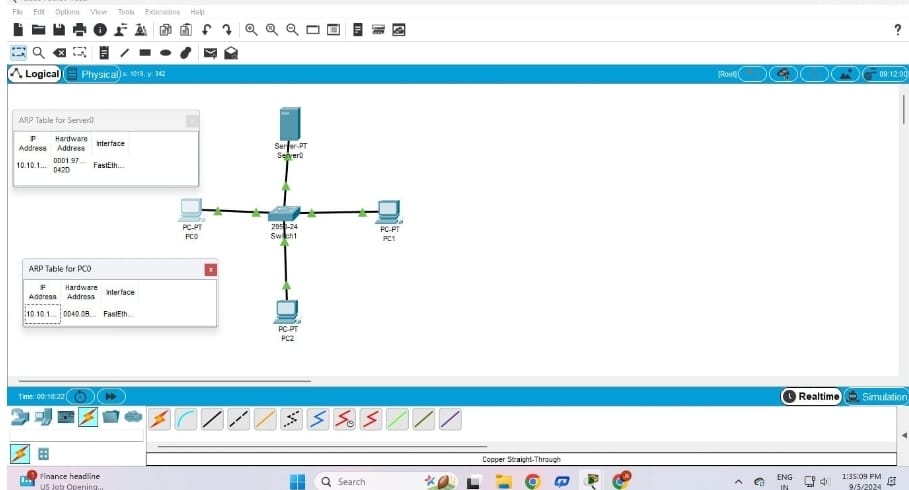 File Edit Options View Tools Extensions Help
?
Logical Physical x: 1019, y: 342 [Root] 09:12:00
ARP Table for Server0
IP Address Hardware Address Interface
10.10.1... 0001.97... 042D FastEth...
Server-PT
Server0
PC-PT
PC0
2950-24
Switch1
PC-PT
PC1
ARP Table for PC0
x
IP Address Hardware Address Interface
10.10.1... 0040.0B... FastEth...
PC-PT
PC2
Time: 00:18:22 Realtime Simulation
Copper Straight-Through
Finance headline
US Job Opening...
Search
ENG
IN
1:35:09 PM
9/5/2024